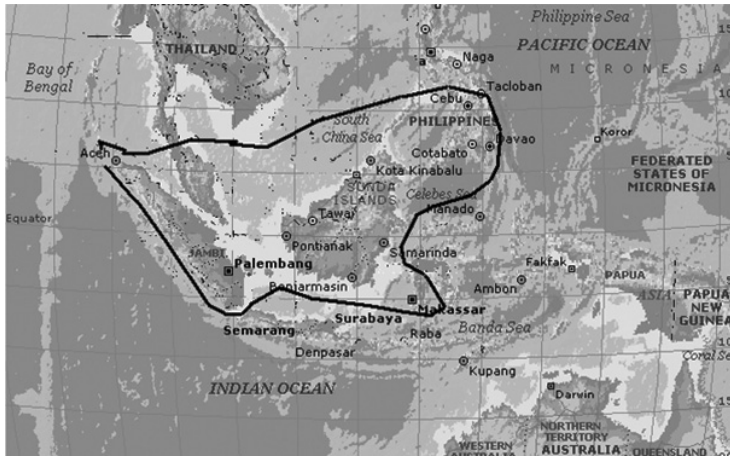 Philippine Sea
PACIFIC OCEAN
THAILAND
Naga
a
Bay of
Bengal
MICRONESIA
Tacloban
Cebu
South
China Sea
PHILIPPINES
Davao
Koror
Aceh
Cotabato
Kota Kinabalu
FEDERATED
STATES OF
MICRONESIA
SUNDA
ISLANDS
Celebes Sea
Equator
Tawai
Manado
Pontianak
Samarinda
JAMBI
Palembang
Fakfak
PAPUA
Banjarmasin
Ambon
ASIA
PAPUA
NEW
GUINEA
Makassar
Surabaya
Semarang
Raba
Banda Sea
Denpasar
Coral Sea
Kupang
INDIAN OCEAN
Darwin
NORTHERN
TERRITORY
WESTERN
AUSTRALIA
AUSTRALIA
QUEENSLAND